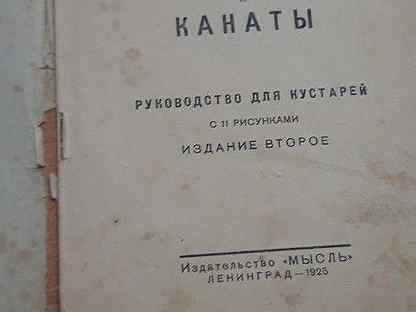 КАНАТЫ
РУКОВОДСТВО ДЛЯ КУСТАРЕЙ
С 11 РИСУНКАМИ
ИЗДАНИЕ ВТОРОЕ
Издательство «МЫСЛЬ»
ЛЕНИНГРАД—1925